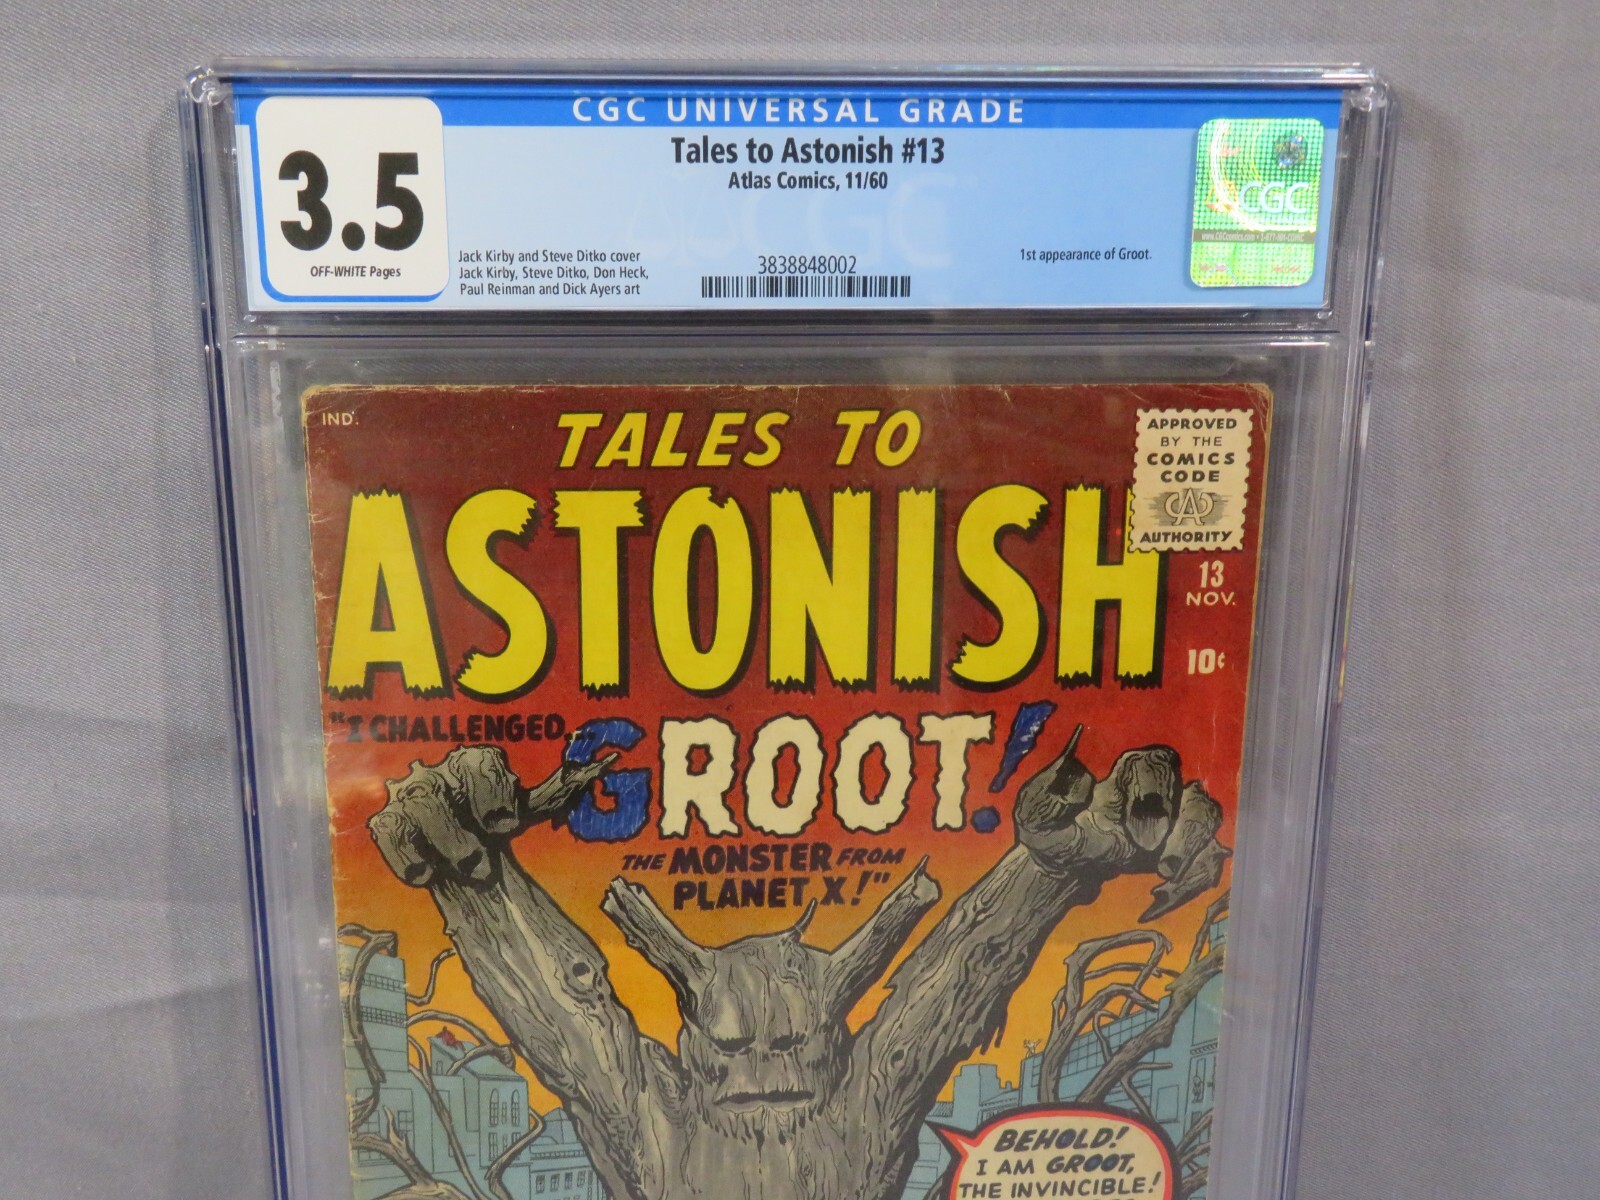 CGC UNIVERSAL GRADE
3.5
OFF-WHITE Pages
Tales to Astonish #13
Atlas Comics, 11/60
Jack Kirby and Steve Ditko cover
Jack Kirby, Steve Ditko, Don Heck,
Paul Reinman and Dick Ayers art
3838848002
1st appearance of Groot.
CGC
CGC
IND.
TALES TO
ASTONISH
APPROVED
BY THE
COMICS
CODE
CA
AUTHORITY
13
NOV.
10¢
"I CHALLENGED...
GROOT!
THE MONSTER FROM
PLANET X!"
BEHOLD!
I AM GROOT,
THE INVINCIBLE!